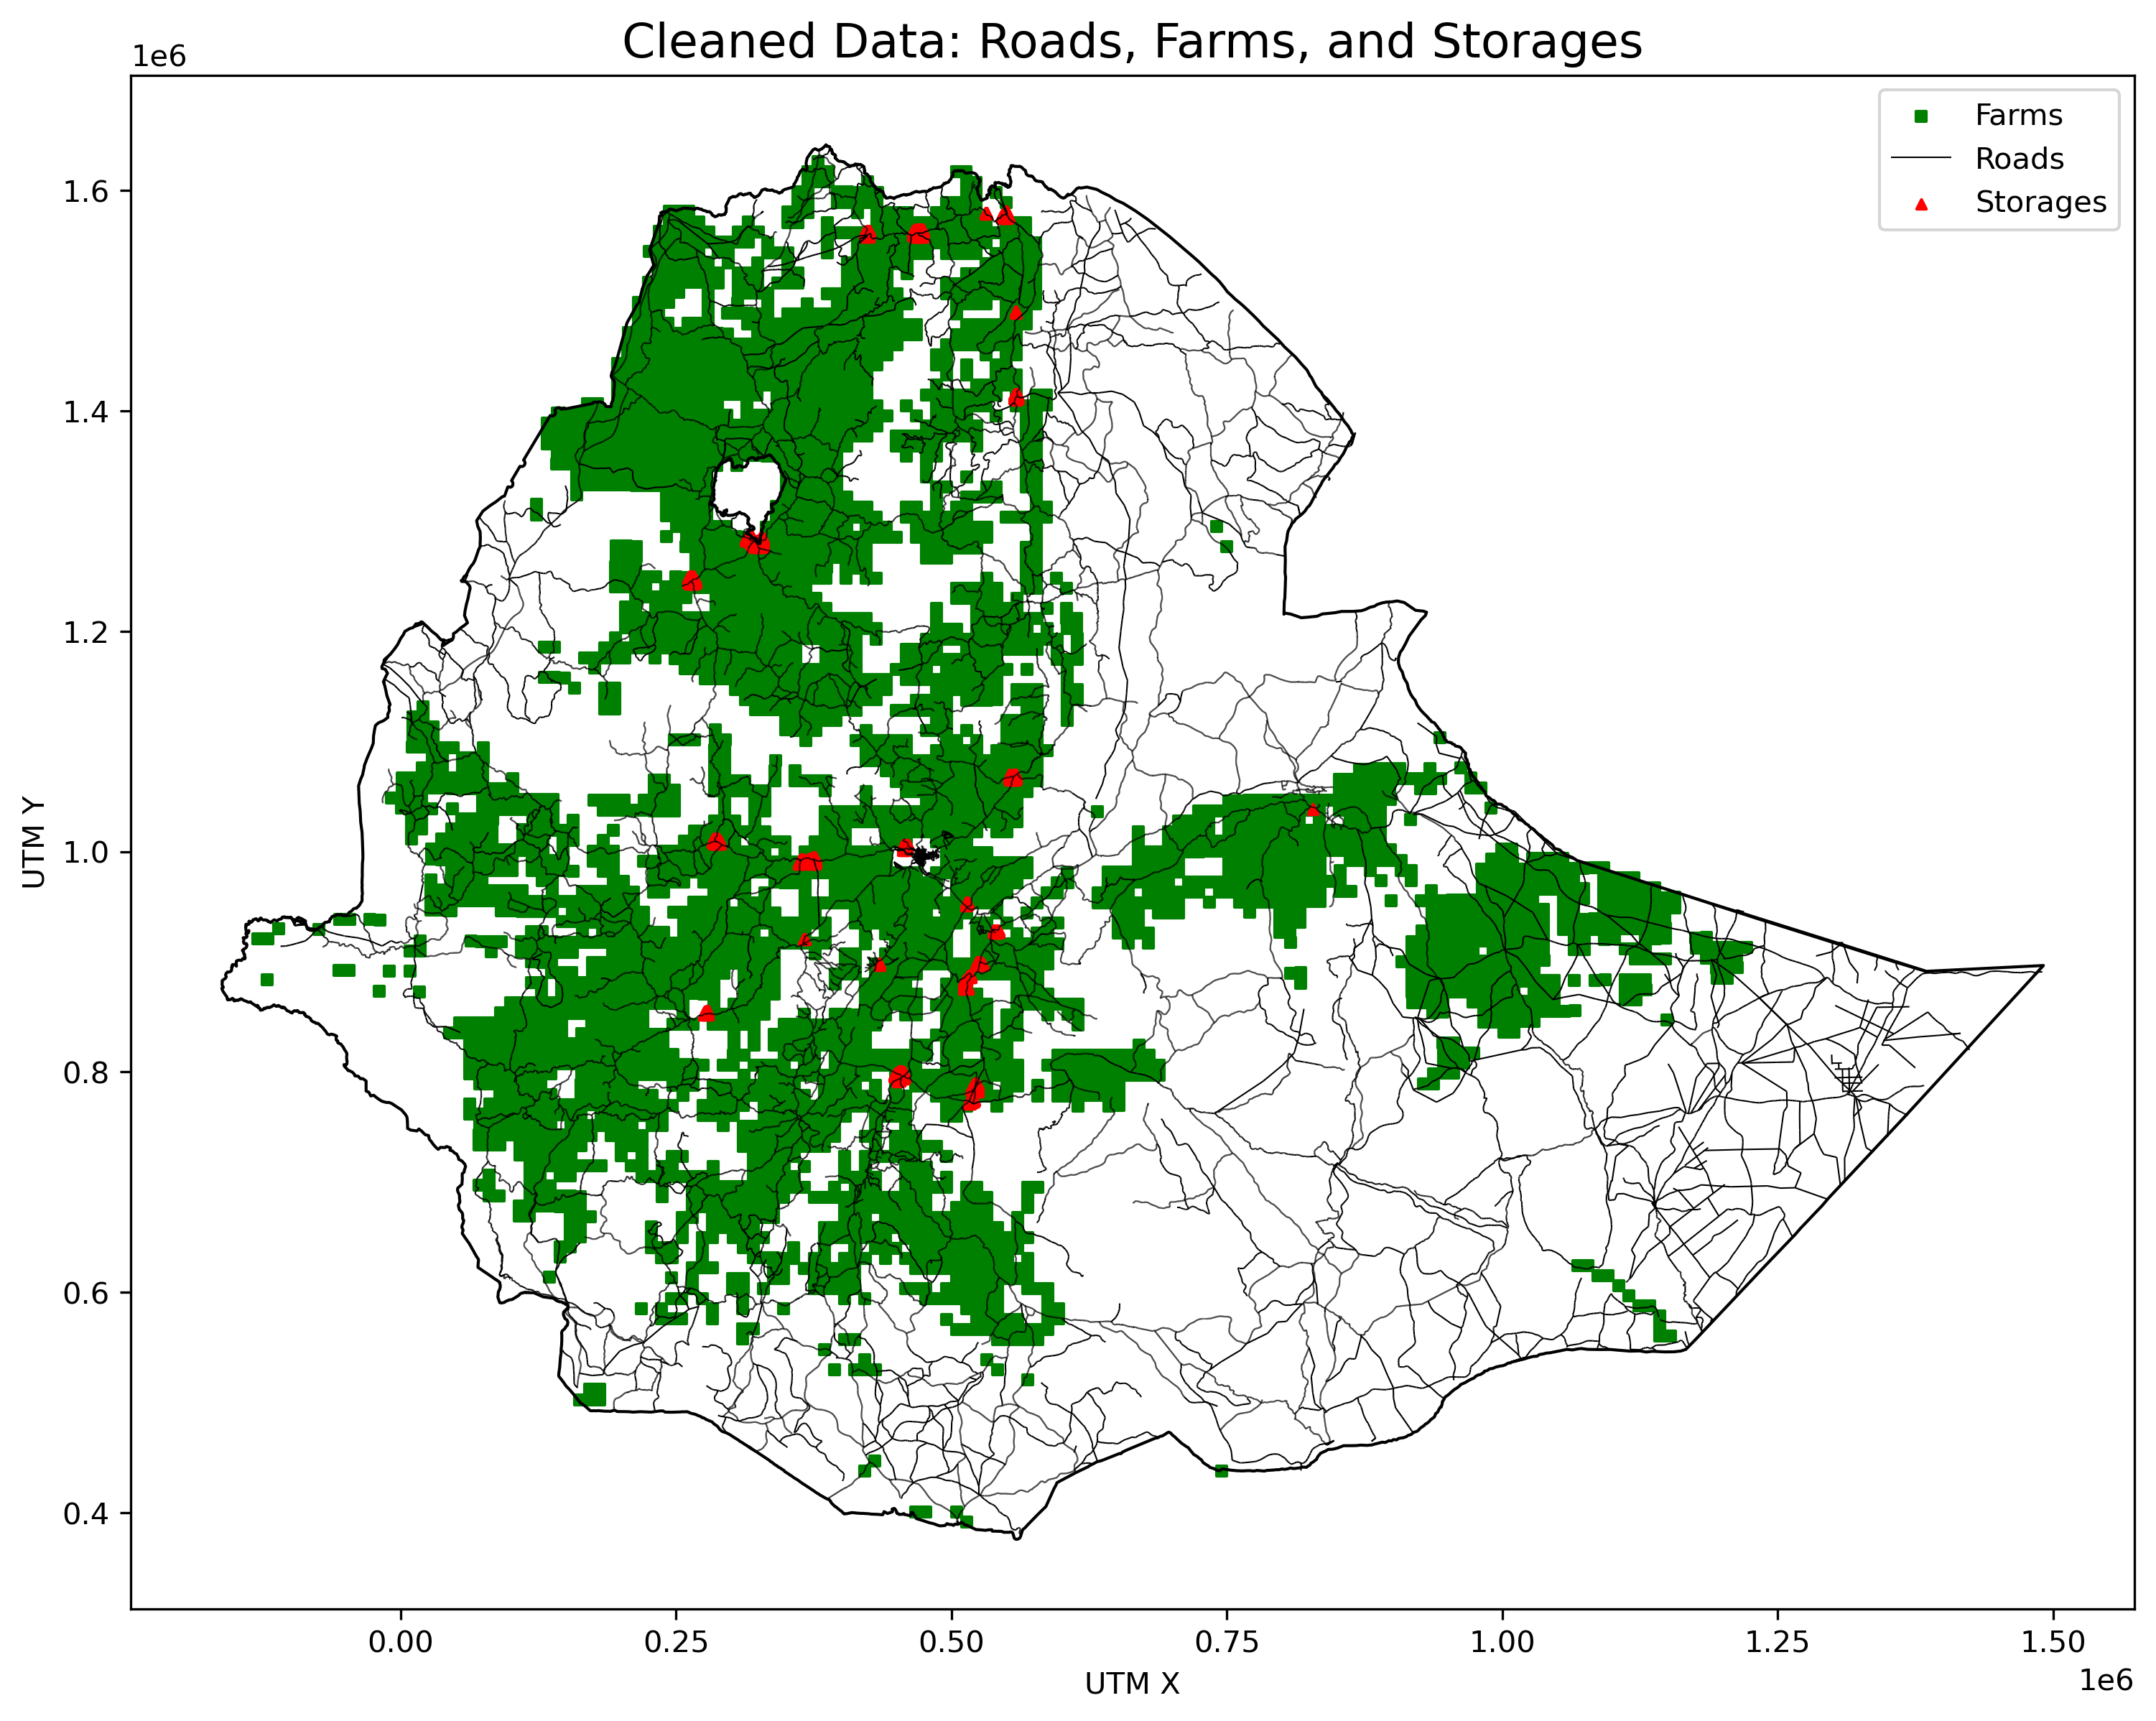 Cleaned Data: Roads, Farms, and Storages
1e6
Farms
Roads
Storages
1.6
1.4
1.2
1.0
0.8
0.6
0.4
UTM Y
0.00 0.25 0.50 0.75 1.00 1.25 1.50
UTM X
1e6